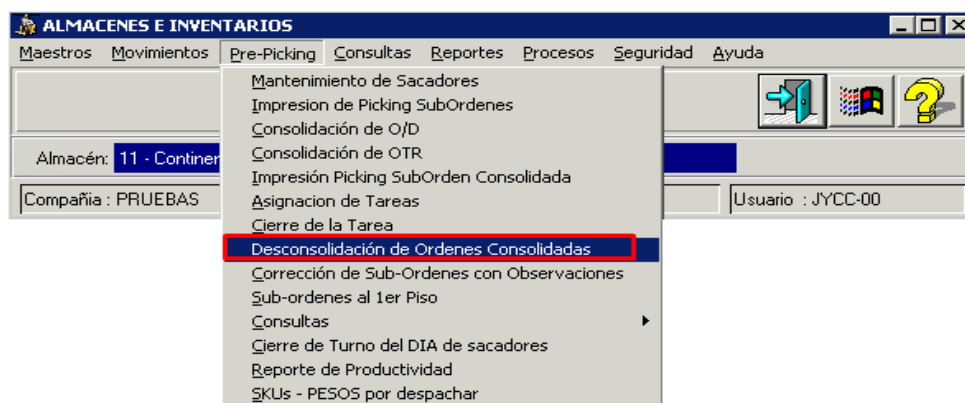 ALMACENES E INVENTARIOS
Maestros Movimientos Pre-Picking Consultas Reportes Procesos Seguridad Ayuda
Mantenimiento de Sacadores
Impresion de Picking SubOrdenes
Consolidación de O/D
Consolidación de OTR
Impresión Picking SubOrden Consolidada
Asignacion de Tareas
Cierre de la Tarea
Desconsolidación de Ordenes Consolidadas
Corrección de Sub-Ordenes con Observaciones
Sub-ordenes al 1er Piso
Consultas
Cierre de Turno del DIA de sacadores
Reporte de Productividad
SKUs - PESOS por despachar
Almacén: 11 - Continer
Compañia : PRUEBAS
Usuario : JYCC-00